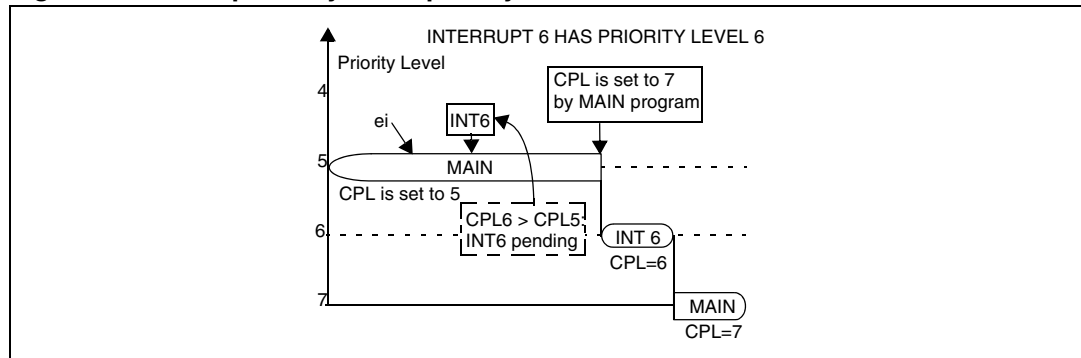 INTERRUPT 6 HAS PRIORITY LEVEL 6
Priority Level
CPL is set to 7
by MAIN program
4
ei
INT6
5
MAIN
CPL is set to 5
CPL6 > CPL5:
INT6 pending
6
INT 6
CPL=6
7
MAIN
CPL=7